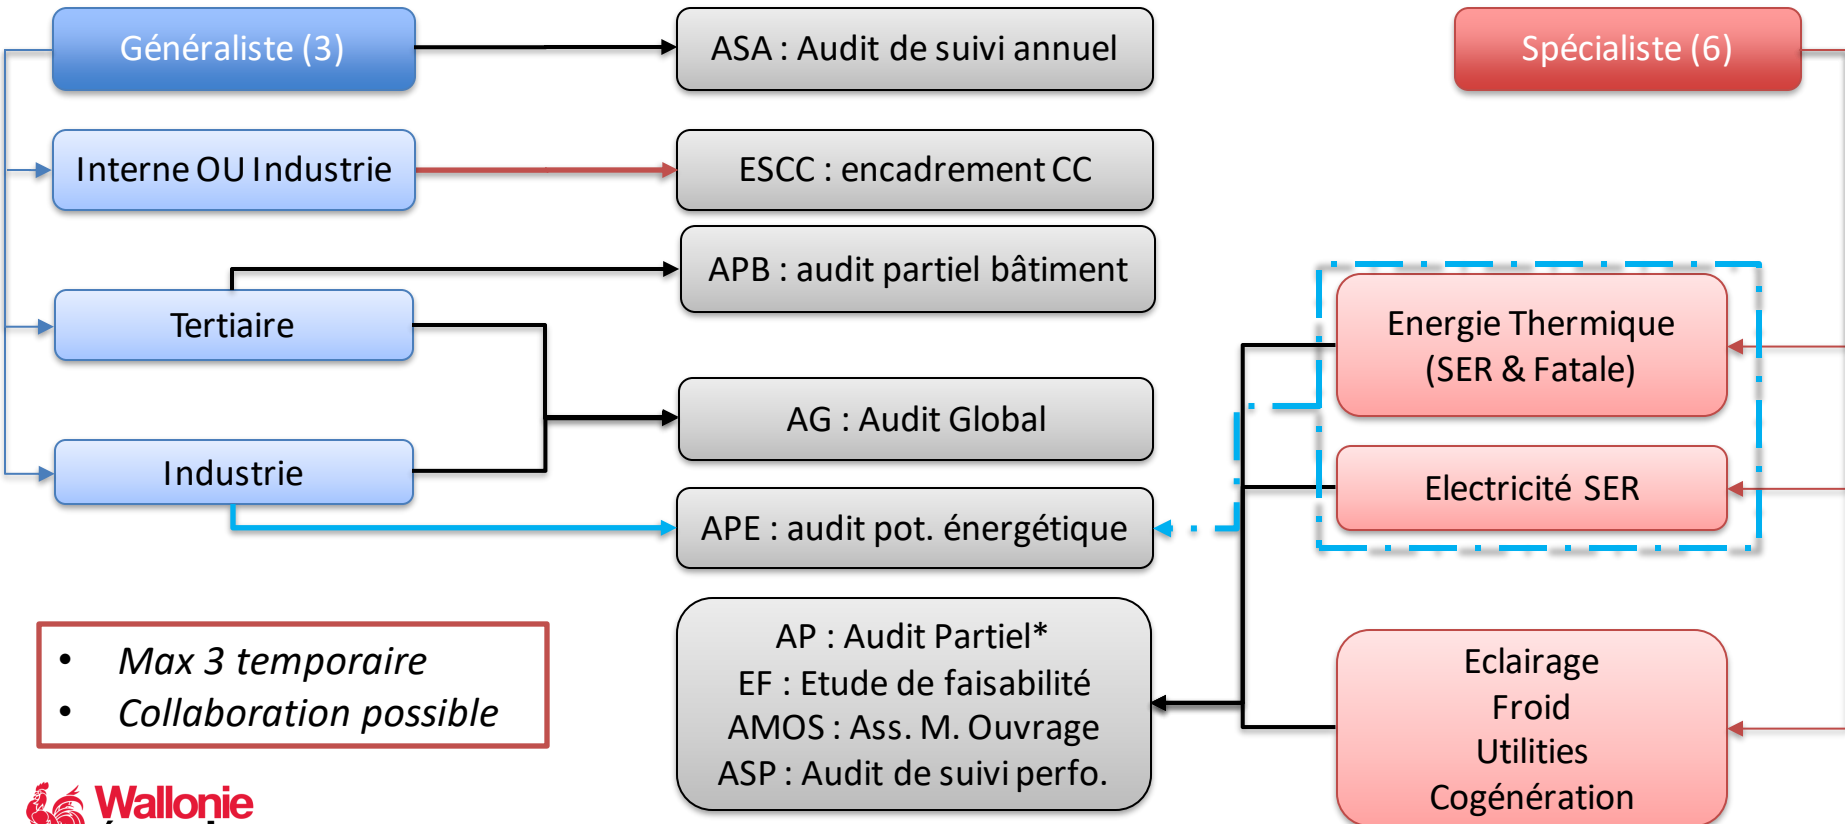 Généraliste (3)
ASA : Audit de suivi annuel
Spécialiste (6)
Interne OU Industrie
ESCC : encadrement CC
APB : audit partiel bâtiment
Tertiaire
Energie Thermique
(SER & Fatale)
AG : Audit Global
Industrie
Electricité SER
APE : audit pot. énergétique
• Max 3 temporaire
• Collaboration possible
AP : Audit Partiel*
EF : Etude de faisabilité
AMOS : Ass. M. Ouvrage
ASP : Audit de suivi perfo.
Eclairage
Froid
Utilities
Cogénération
Wallonie